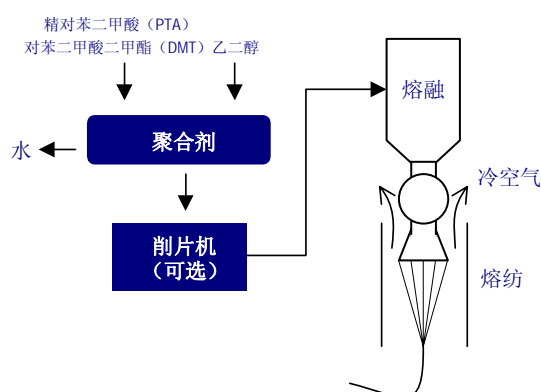 精对苯二甲酸（PTA）
对苯二甲酸二甲酯（DMT）乙二醇
聚合剂
水
削片机
（可选）
熔融
冷空气
熔纺